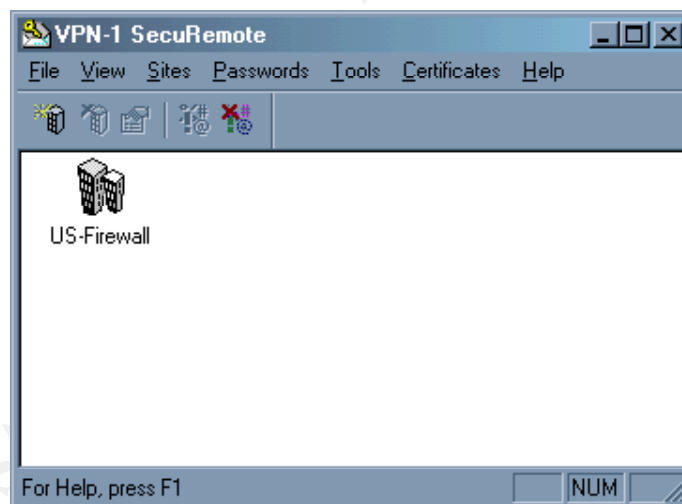 VPN-1 SecuRemote
File View Sites Passwords Tools Certificates Help
US-Firewall
For Help, press F1 NUM